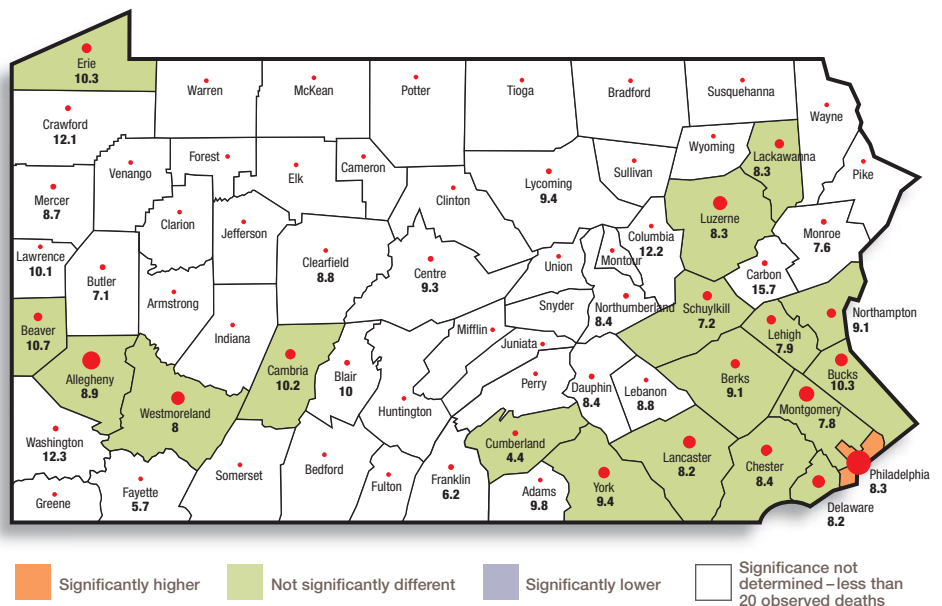 Erie
10.3
Warren
McKean
Potter
Tioga
Bradford
Susquehanna
Wayne
Crawford
12.1
Venango
Forest
Elk
Cameron
Clinton
Lycoming
9.4
Sullivan
Wyoming
Lackawanna
8.3
Pike
Mercer
8.7
Clarion
Jefferson
Luzerne
8.3
Monroe
7.6
Lawrence
10.1
Butler
7.1
Armstrong
Clearfield
8.8
Centre
9.3
Union
Montour
Columbia
12.2
Carbon
15.7
Snyder
Northumberland
8.4
Schuylkill
7.2
Northampton
9.1
Beaver
10.7
Indiana
Mifflin
Juniata
Lehigh
7.9
Allegheny
8.9
Westmoreland
8
Cambria
10.2
Blair
10
Huntington
Perry
Dauphin
8.4
Lebanon
8.8
Berks
9.1
Bucks
10.3
Montgomery
7.8
Washington
12.3
Cumberland
4.4
Lancaster
8.2
Chester
8.4
Philadelphia
8.3
Greene
Fayette
5.7
Somerset
Bedford
Fulton
Franklin
6.2
Adams
9.8
York
9.4
Delaware
8.2
Significantly higher
Not significantly different
Significantly lower
Significance not
determined – less than
20 observed deaths